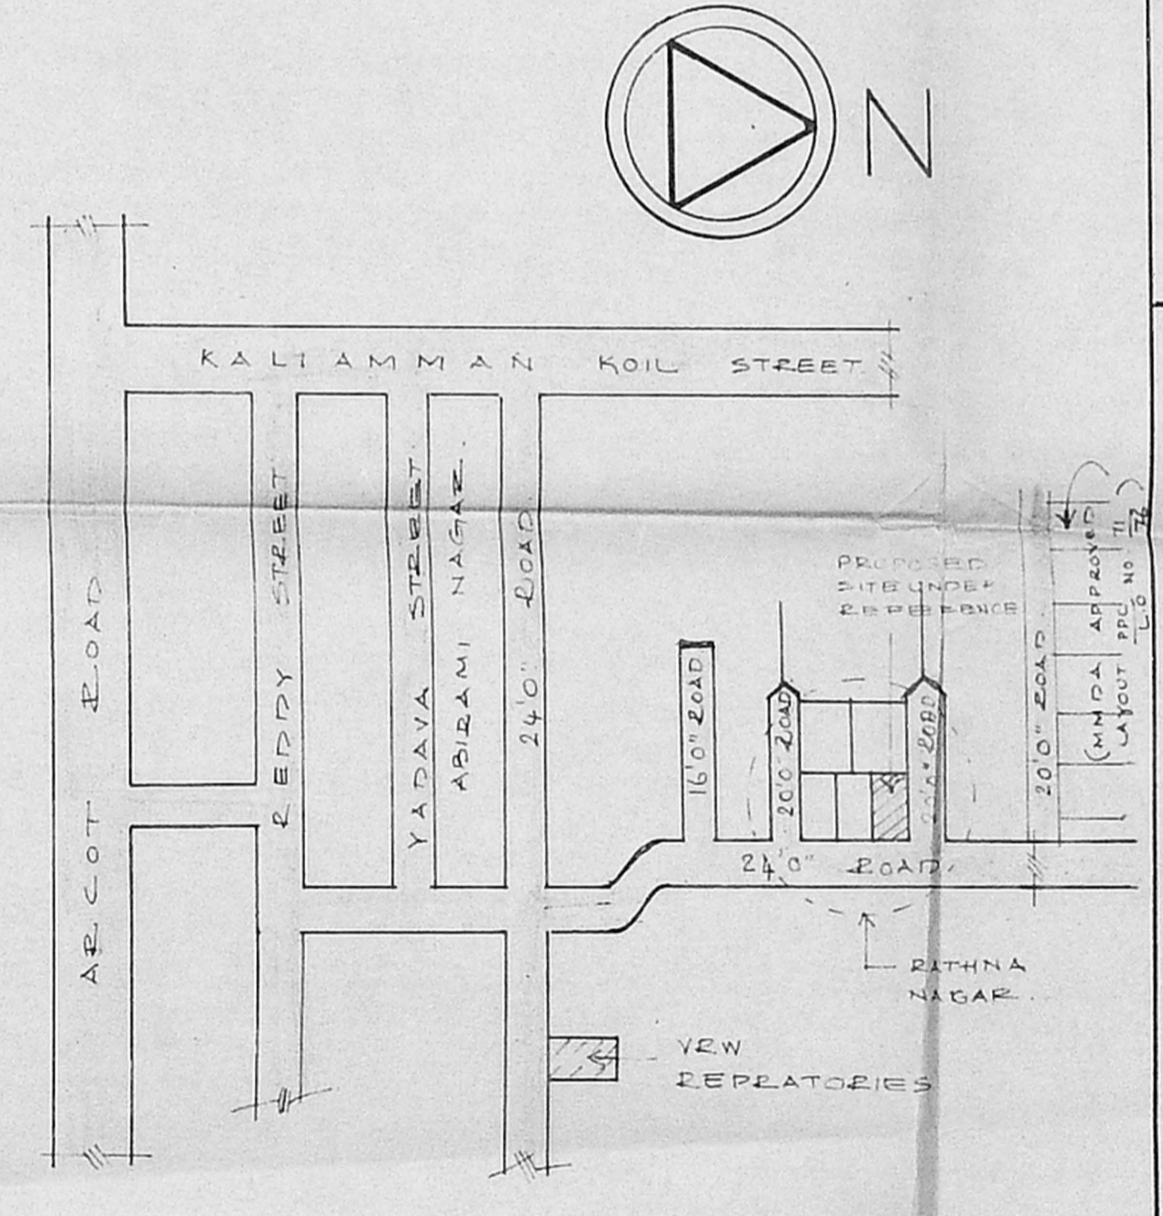 N
KALIAMMAN KOIL STREET
ARCOT ROAD
REDDY STREET
YADAVA STREET
ABIRAMI NAGAR.
24'0" ROAD
16'0" ROAD
20'0" ROAD
20'0" ROAD
PROPOSED
SITE UNDER
REFERENCE
20'0" ROAD
(MMDA APPROVED
LAYOUT PPD NO 71
L.O
24'0" ROAD.
RATHNA
NAGAR.
VRW
REPRATORIES